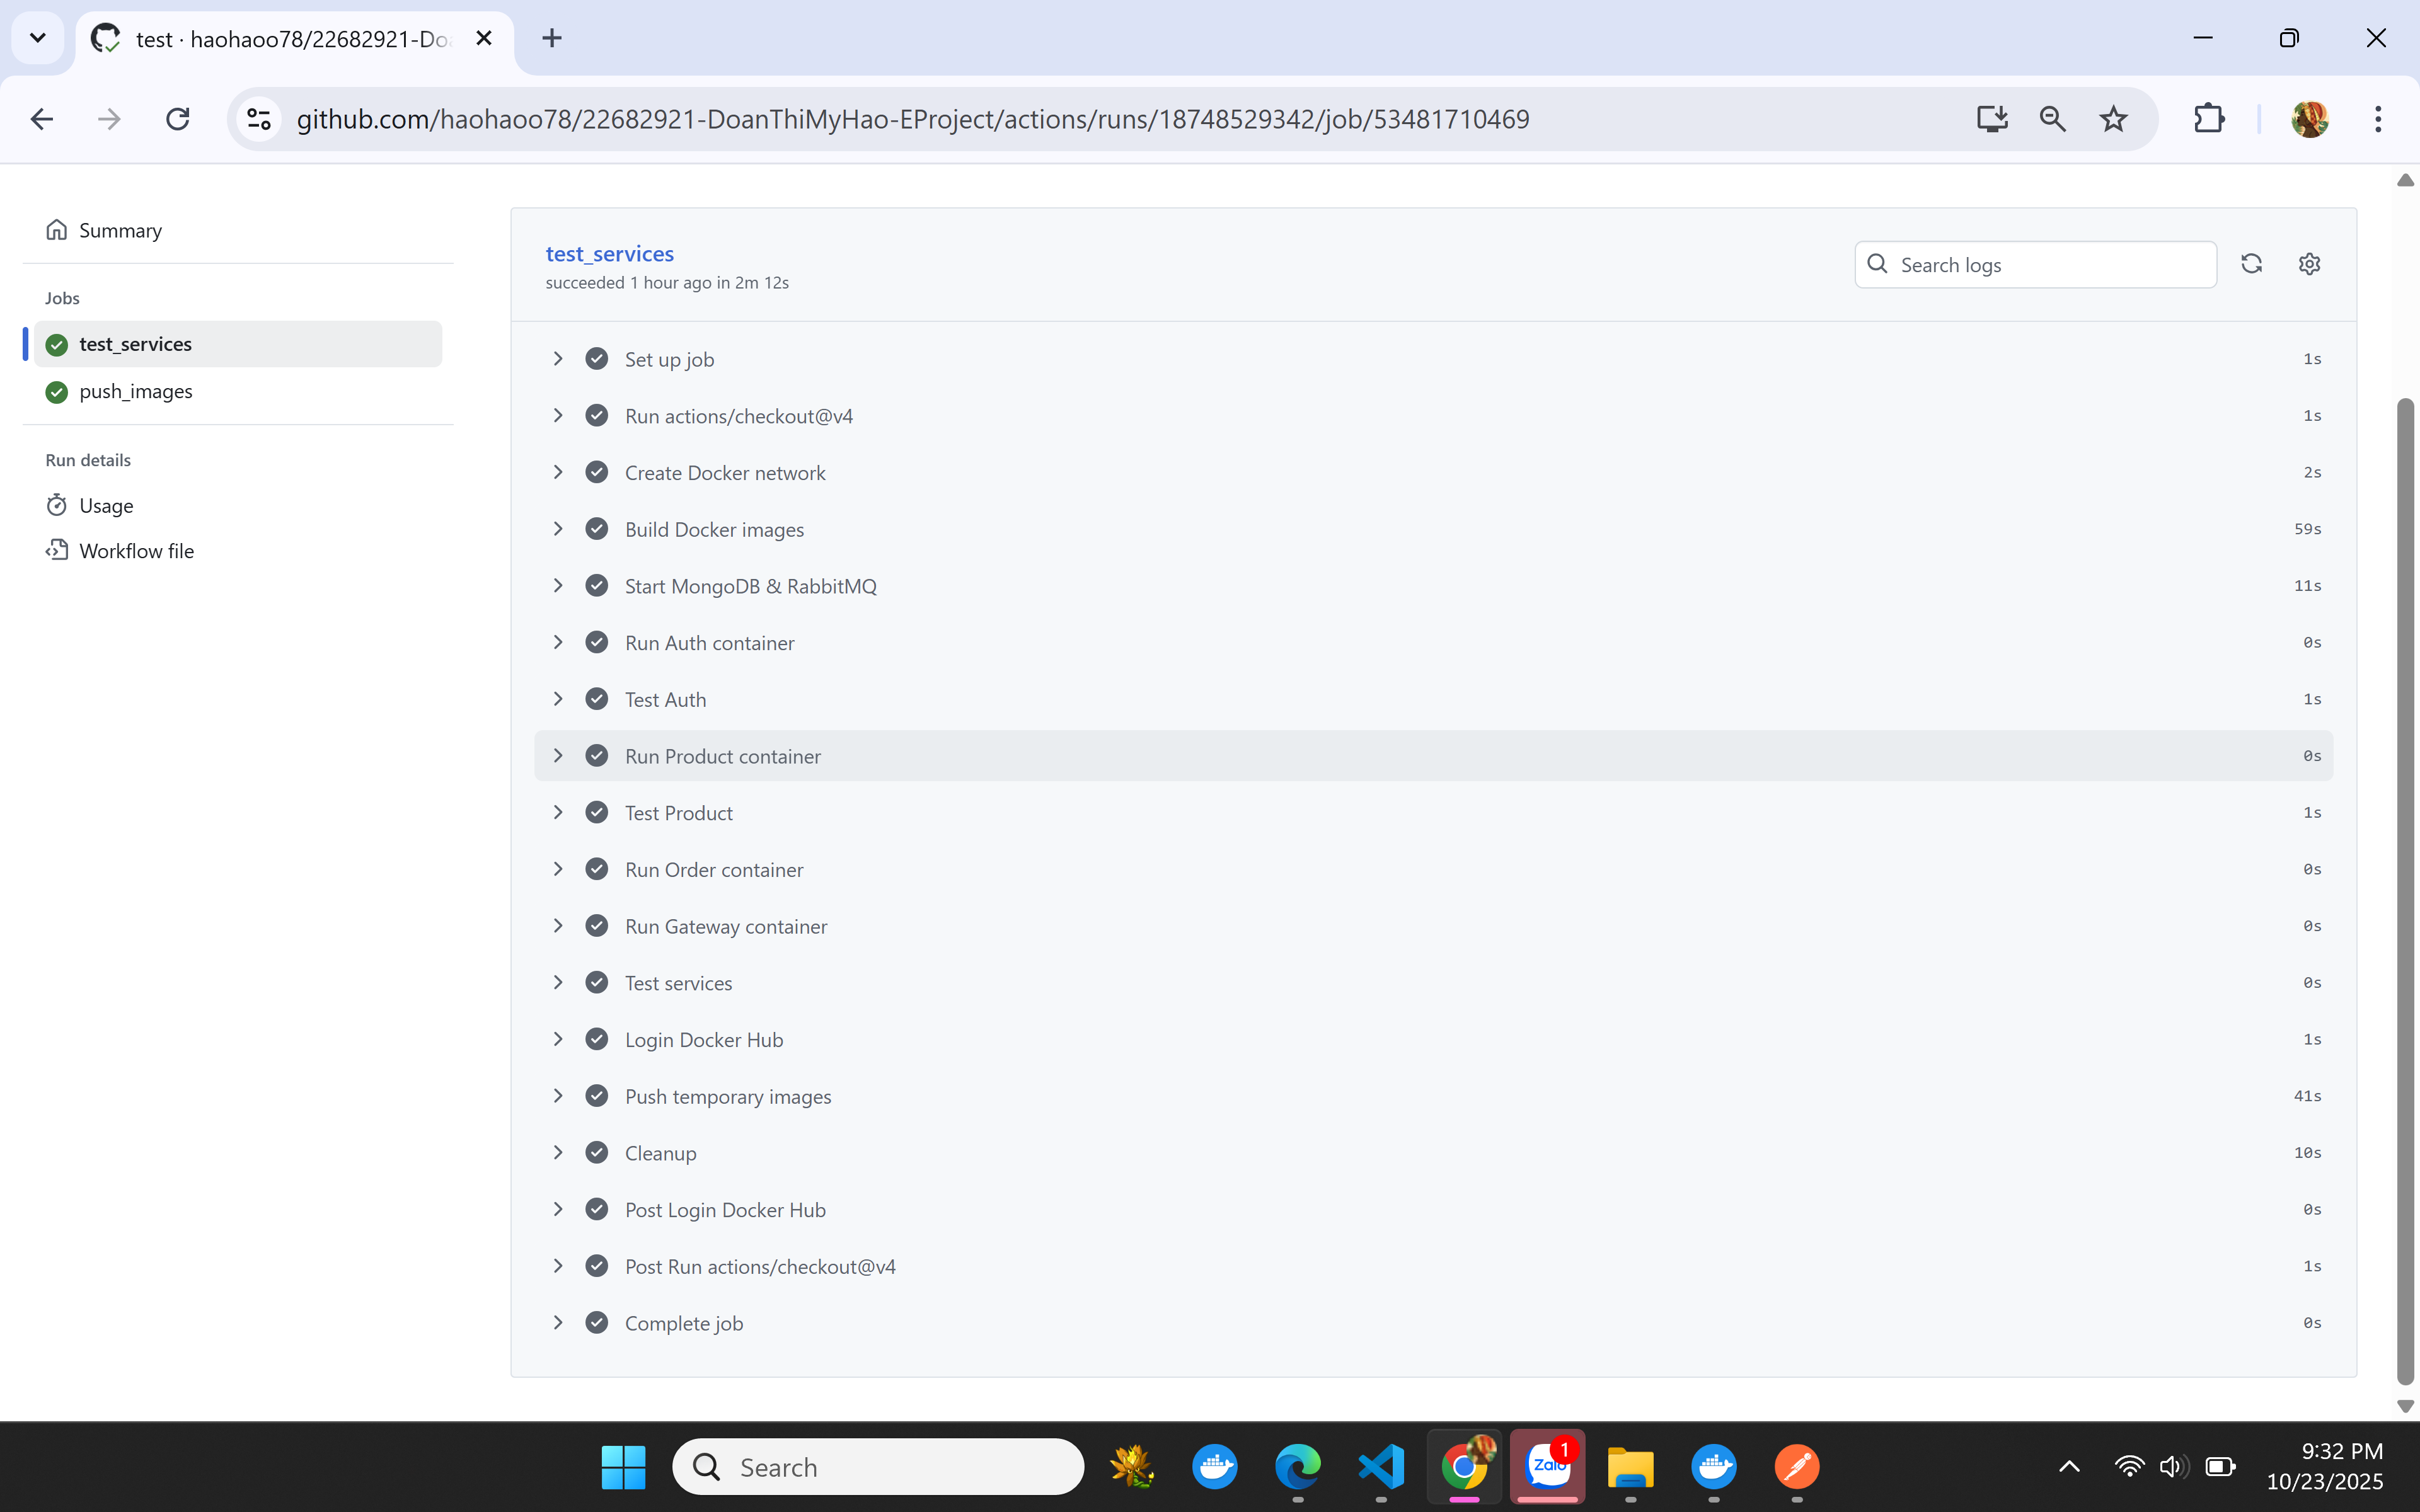 test · haohaoo78/22682921-Doa
github.com/haohaoo78/22682921-DoanThiMyHao-EProject/actions/runs/18748529342/job/53481710469
Summary
Jobs
test_services
push_images
Run details
Usage
Workflow file
test_services
succeeded 1 hour ago in 2m 12s
Search logs
Set up job 1s
Run actions/checkout@v4 1s
Create Docker network 2s
Build Docker images 59s
Start MongoDB & RabbitMQ 11s
Run Auth container 0s
Test Auth 1s
Run Product container 0s
Test Product 1s
Run Order container 0s
Run Gateway container 0s
Test services 0s
Login Docker Hub 1s
Push temporary images 41s
Cleanup 10s
Post Login Docker Hub 0s
Post Run actions/checkout@v4 1s
Complete job 0s
Search
Zalo
1
9:32 PM
10/23/2025